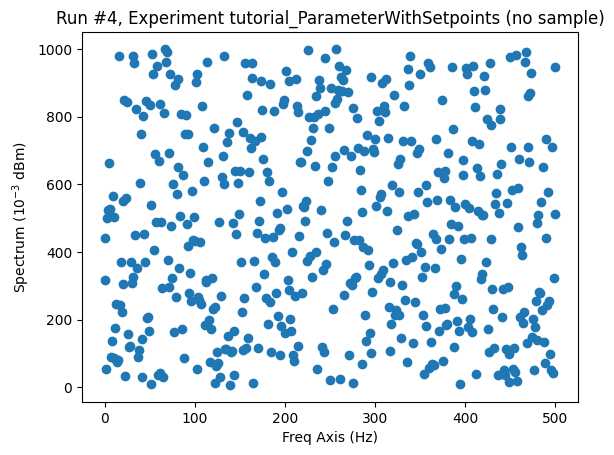 Run #4, Experiment tutorial_ParameterWithSetpoints (no sample)
1000
800
600
400
200
0
Spectrum (10⁻³ dBm)
0 100 200 300 400 500
Freq Axis (Hz)